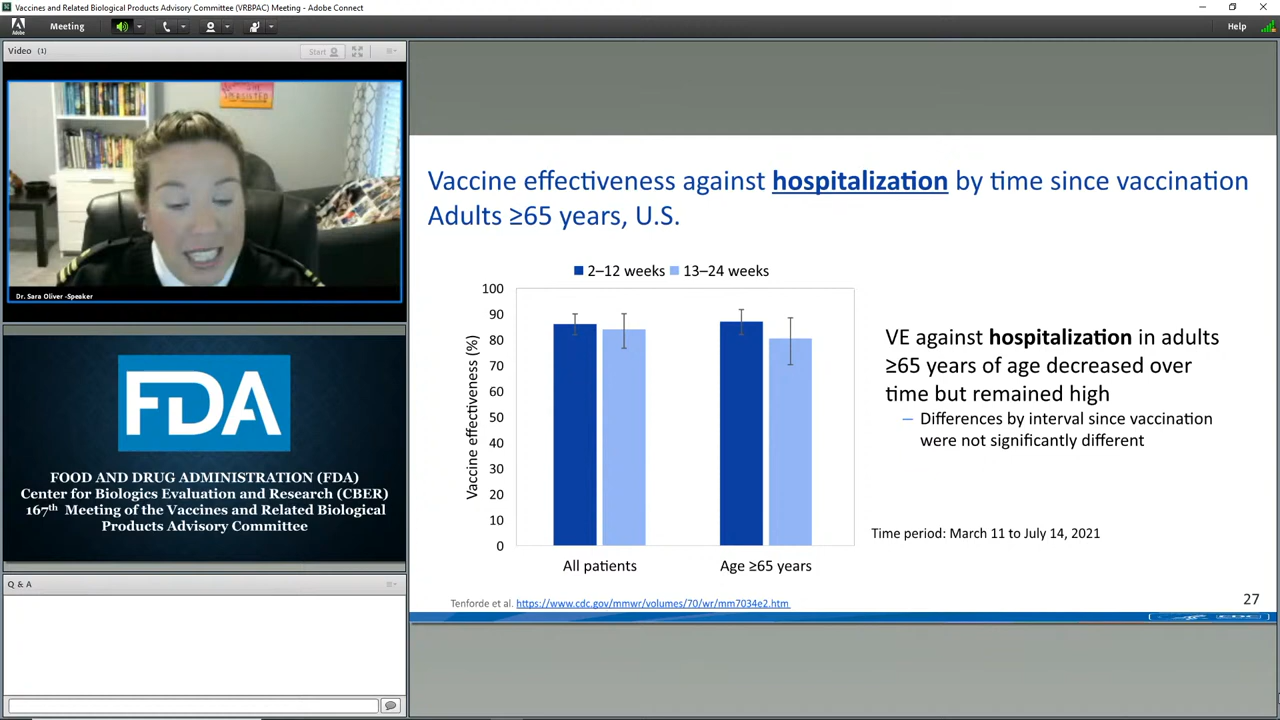 Vaccines and Related Biological Products Advisory Committee (VRBPAC) Meeting - Adobe Connect
Meeting
Help
Video (1)
Start
Dr. Sara Oliver -Speaker
FDA
FOOD AND DRUG ADMINISTRATION (FDA)
Center for Biologics Evaluation and Research (CBER)
167th Meeting of the Vaccines and Related Biological
Products Advisory Committee
Q & A
Vaccine effectiveness against hospitalization by time since vaccination
Adults ≥65 years, U.S.
2–12 weeks 13–24 weeks
Vaccine effectiveness (%)
100
90
80
70
60
50
40
30
20
10
0
All patients Age ≥65 years
VE against hospitalization in adults
≥65 years of age decreased over
time but remained high
– Differences by interval since vaccination
were not significantly different
Time period: March 11 to July 14, 2021
Tenforde et al. https://www.cdc.gov/mmwr/volumes/70/wr/mm7034e2.htm
27